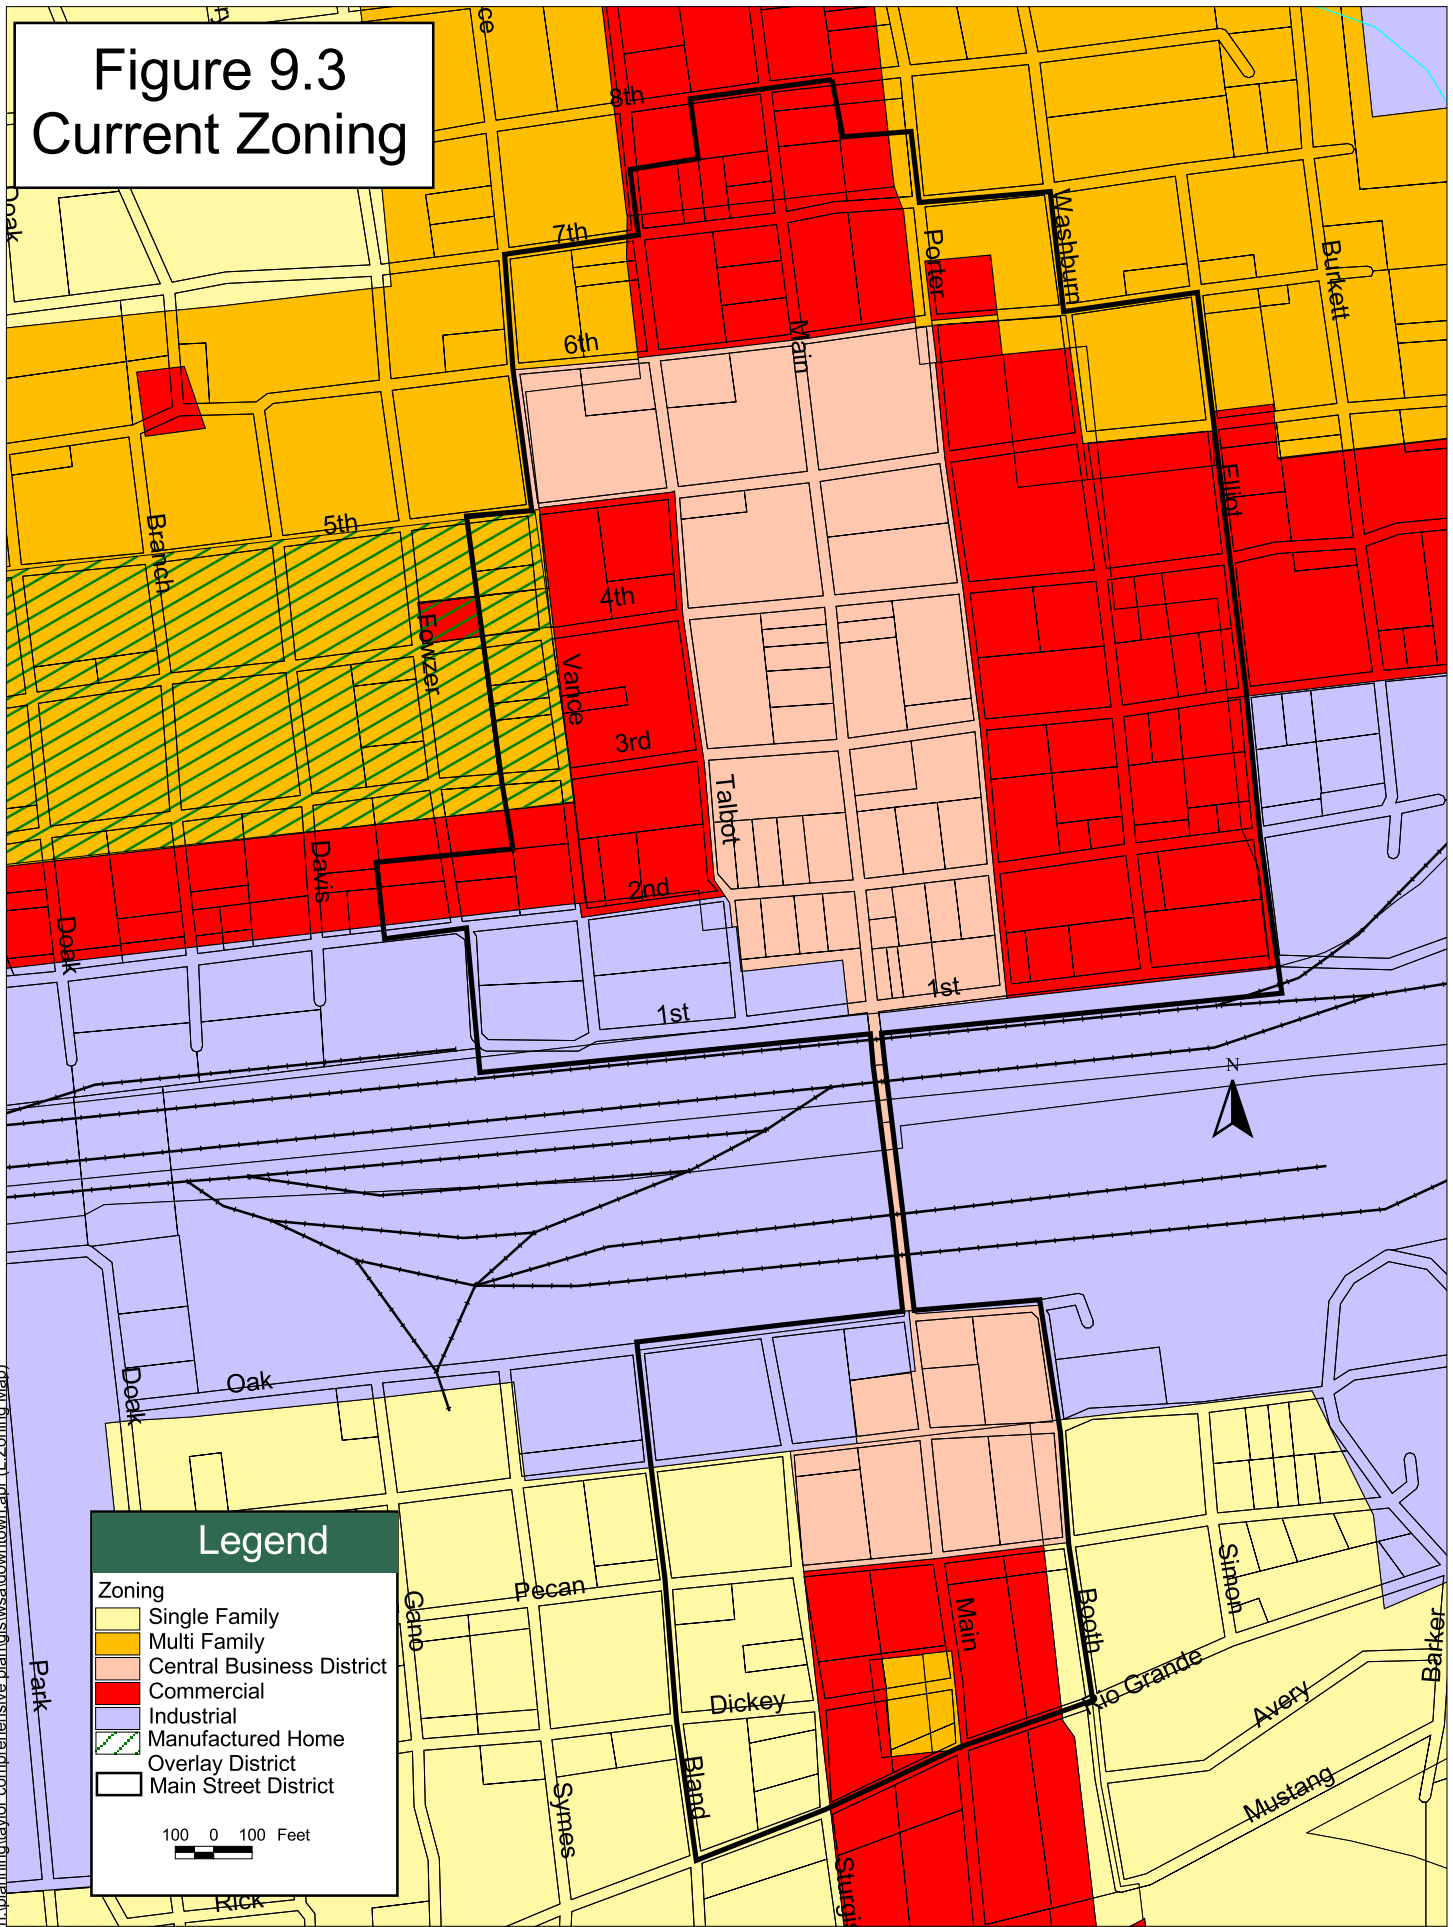 Figure 9.3
Current Zoning
ce
8th
Doak
7th
Porter
Washburn
Burkett
6th
Main
Elliot
5th
Branch
4th
Fowzer
Vance
3rd
Talbot
Davis
2nd
Doak
1st
1st
N
Oak
Doak
Legend
Zoning
Single Family
Multi Family
Central Business District
Commercial
Industrial
Manufactured Home
Overlay District
Main Street District
100 0 100 Feet
Pecan
Gano
Simon
Main
Booth
Park
Rio Grande
Barker
Dickey
Avery
Bland
Mustang
Symes
Sturgis
Rick